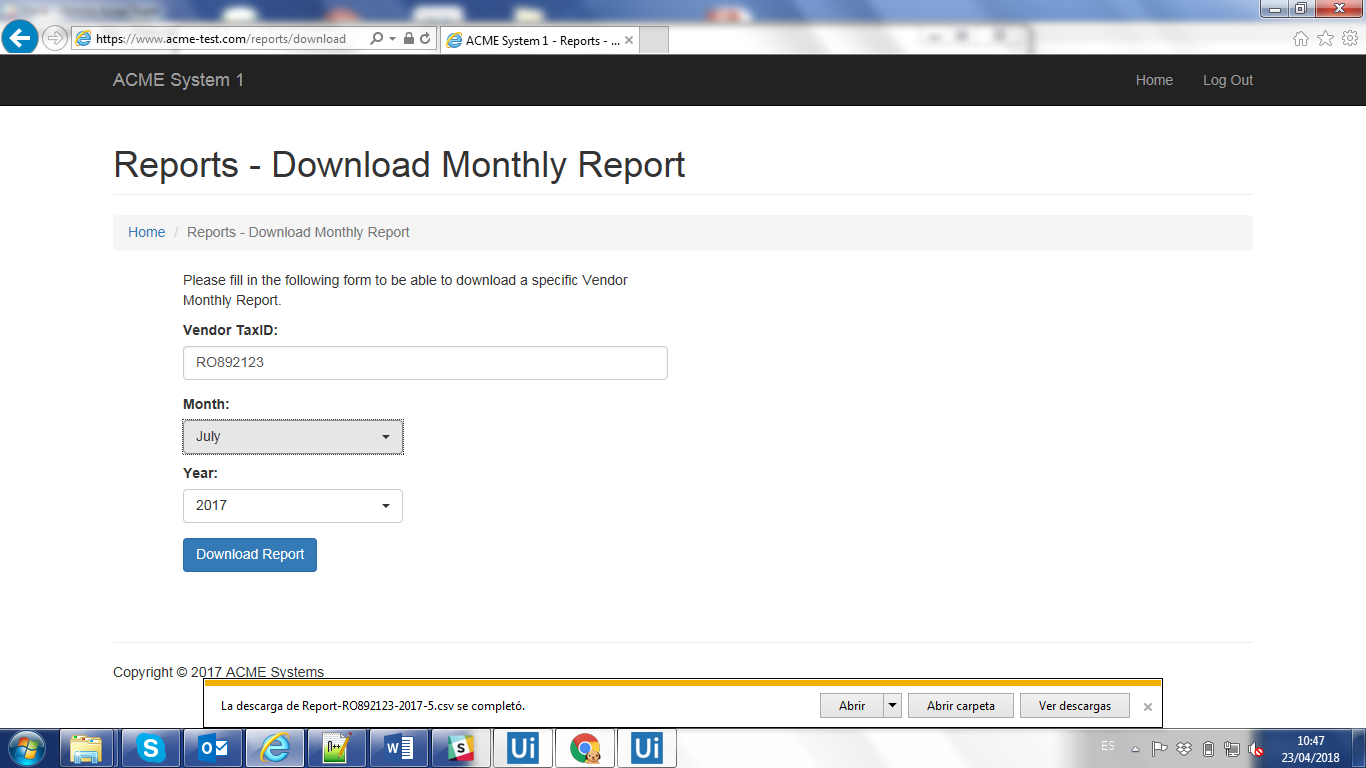 https://www.acme-test.com/reports/download
ACME System 1 - Reports - ...
ACME System 1
Home
Log Out
Reports - Download Monthly Report
Home / Reports - Download Monthly Report
Please fill in the following form to be able to download a specific Vendor
Monthly Report.
Vendor TaxID:
RO892123
Month:
July
Year:
2017
Download Report
Copyright © 2017 ACME Systems
La descarga de Report-RO892123-2017-5.csv se completó.
Abrir
Abrir carpeta
Ver descargas
ES
10:47
23/04/2018